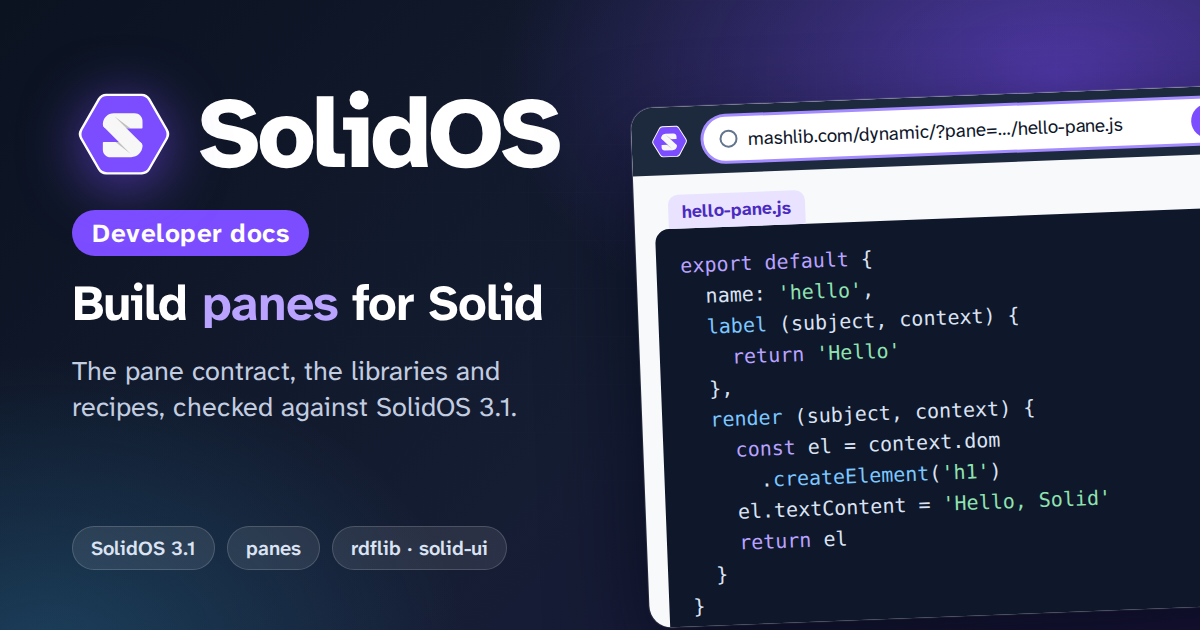 SolidOS
Developer docs
Build panes for Solid
The pane contract, the libraries and
recipes, checked against SolidOS 3.1.
SolidOS 3.1
panes
rdflib · solid-ui
mashlib.com/dynamic/?pane=.../hello-pane.js
hello-pane.js
export default {
  name: 'hello',
  label (subject, context) {
    return 'Hello'
  },
  render (subject, context) {
    const el = context.dom
      .createElement('h1')
    el.textContent = 'Hello, Solid'
    return el
  }
}